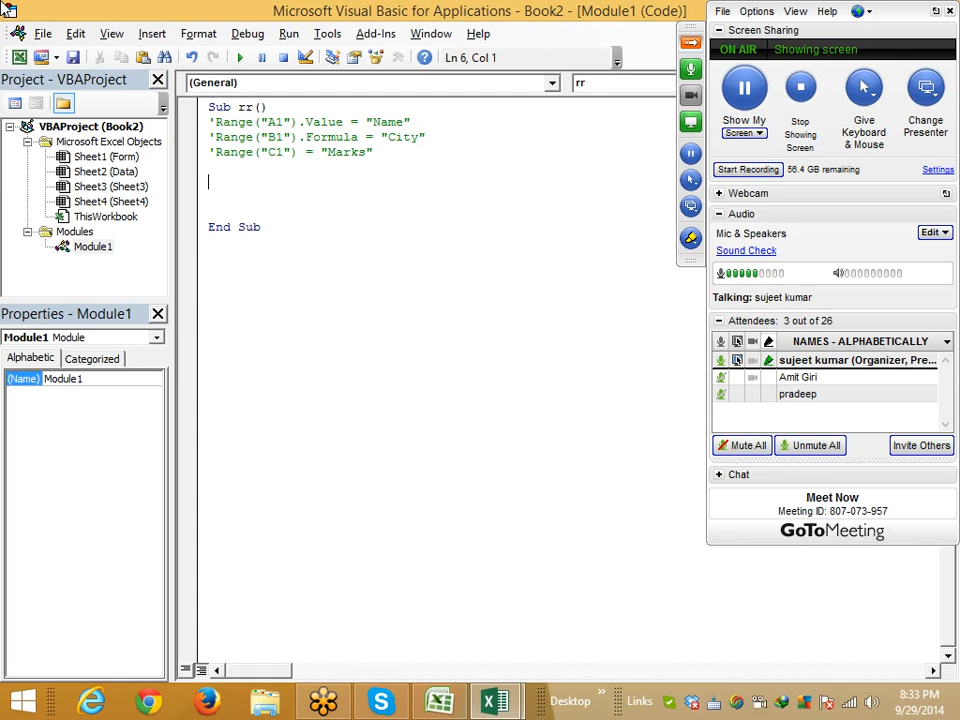 Microsoft Visual Basic for Applications - Book2 - [Module1 (Code)]
File Edit View Insert Format Debug Run Tools Add-Ins Window Help
Ln 6, Col 1
Project - VBAProject
(General)
rr
VBAProject (Book2)
Microsoft Excel Objects
Sheet1 (Form)
Sheet2 (Data)
Sheet3 (Sheet3)
Sheet4 (Sheet4)
ThisWorkbook
Modules
Module1
Properties - Module1
Module1 Module
Alphabetic Categorized
(Name) Module1
Sub rr()
'Range("A1").Value = "Name"
'Range("B1").Formula = "City"
'Range("C1") = "Marks"
End Sub
File Options View Help
Screen Sharing
ON AIR Showing screen
Show My
Screen
Stop
Showing
Screen
Give
Keyboard
& Mouse
Change
Presenter
Start Recording 56.4 GB remaining Settings
Webcam
Audio
Mic & Speakers Edit
Sound Check
Talking: sujeet kumar
Attendees: 3 out of 26
NAMES - ALPHABETICALLY
sujeet kumar (Organizer, Pre...
Amit Giri
pradeep
Mute All Unmute All Invite Others
Chat
Meet Now
Meeting ID: 807-073-957
GoToMeeting
Desktop
Links
8:33 PM
9/29/2014